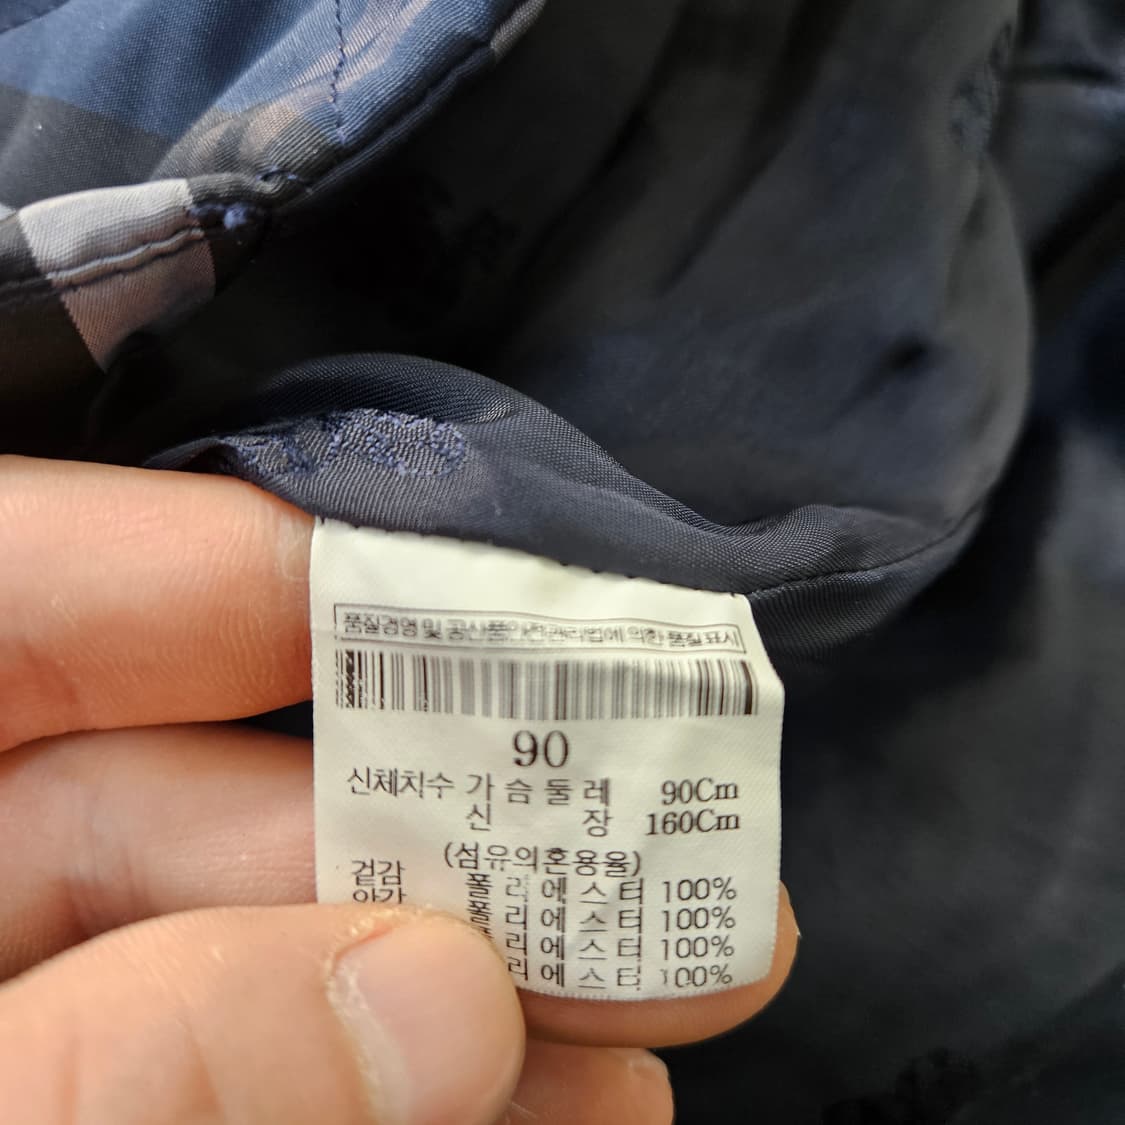 품질경영 및 공산품안전관리법에 의한 품질표시
90
신체치수 가슴둘레 90Cm
신 장 160Cm
(섬유의혼용율)
겉감 폴리에스터 100%
안감 폴리에스터 100%
리에스터 100%
리에스터 100%